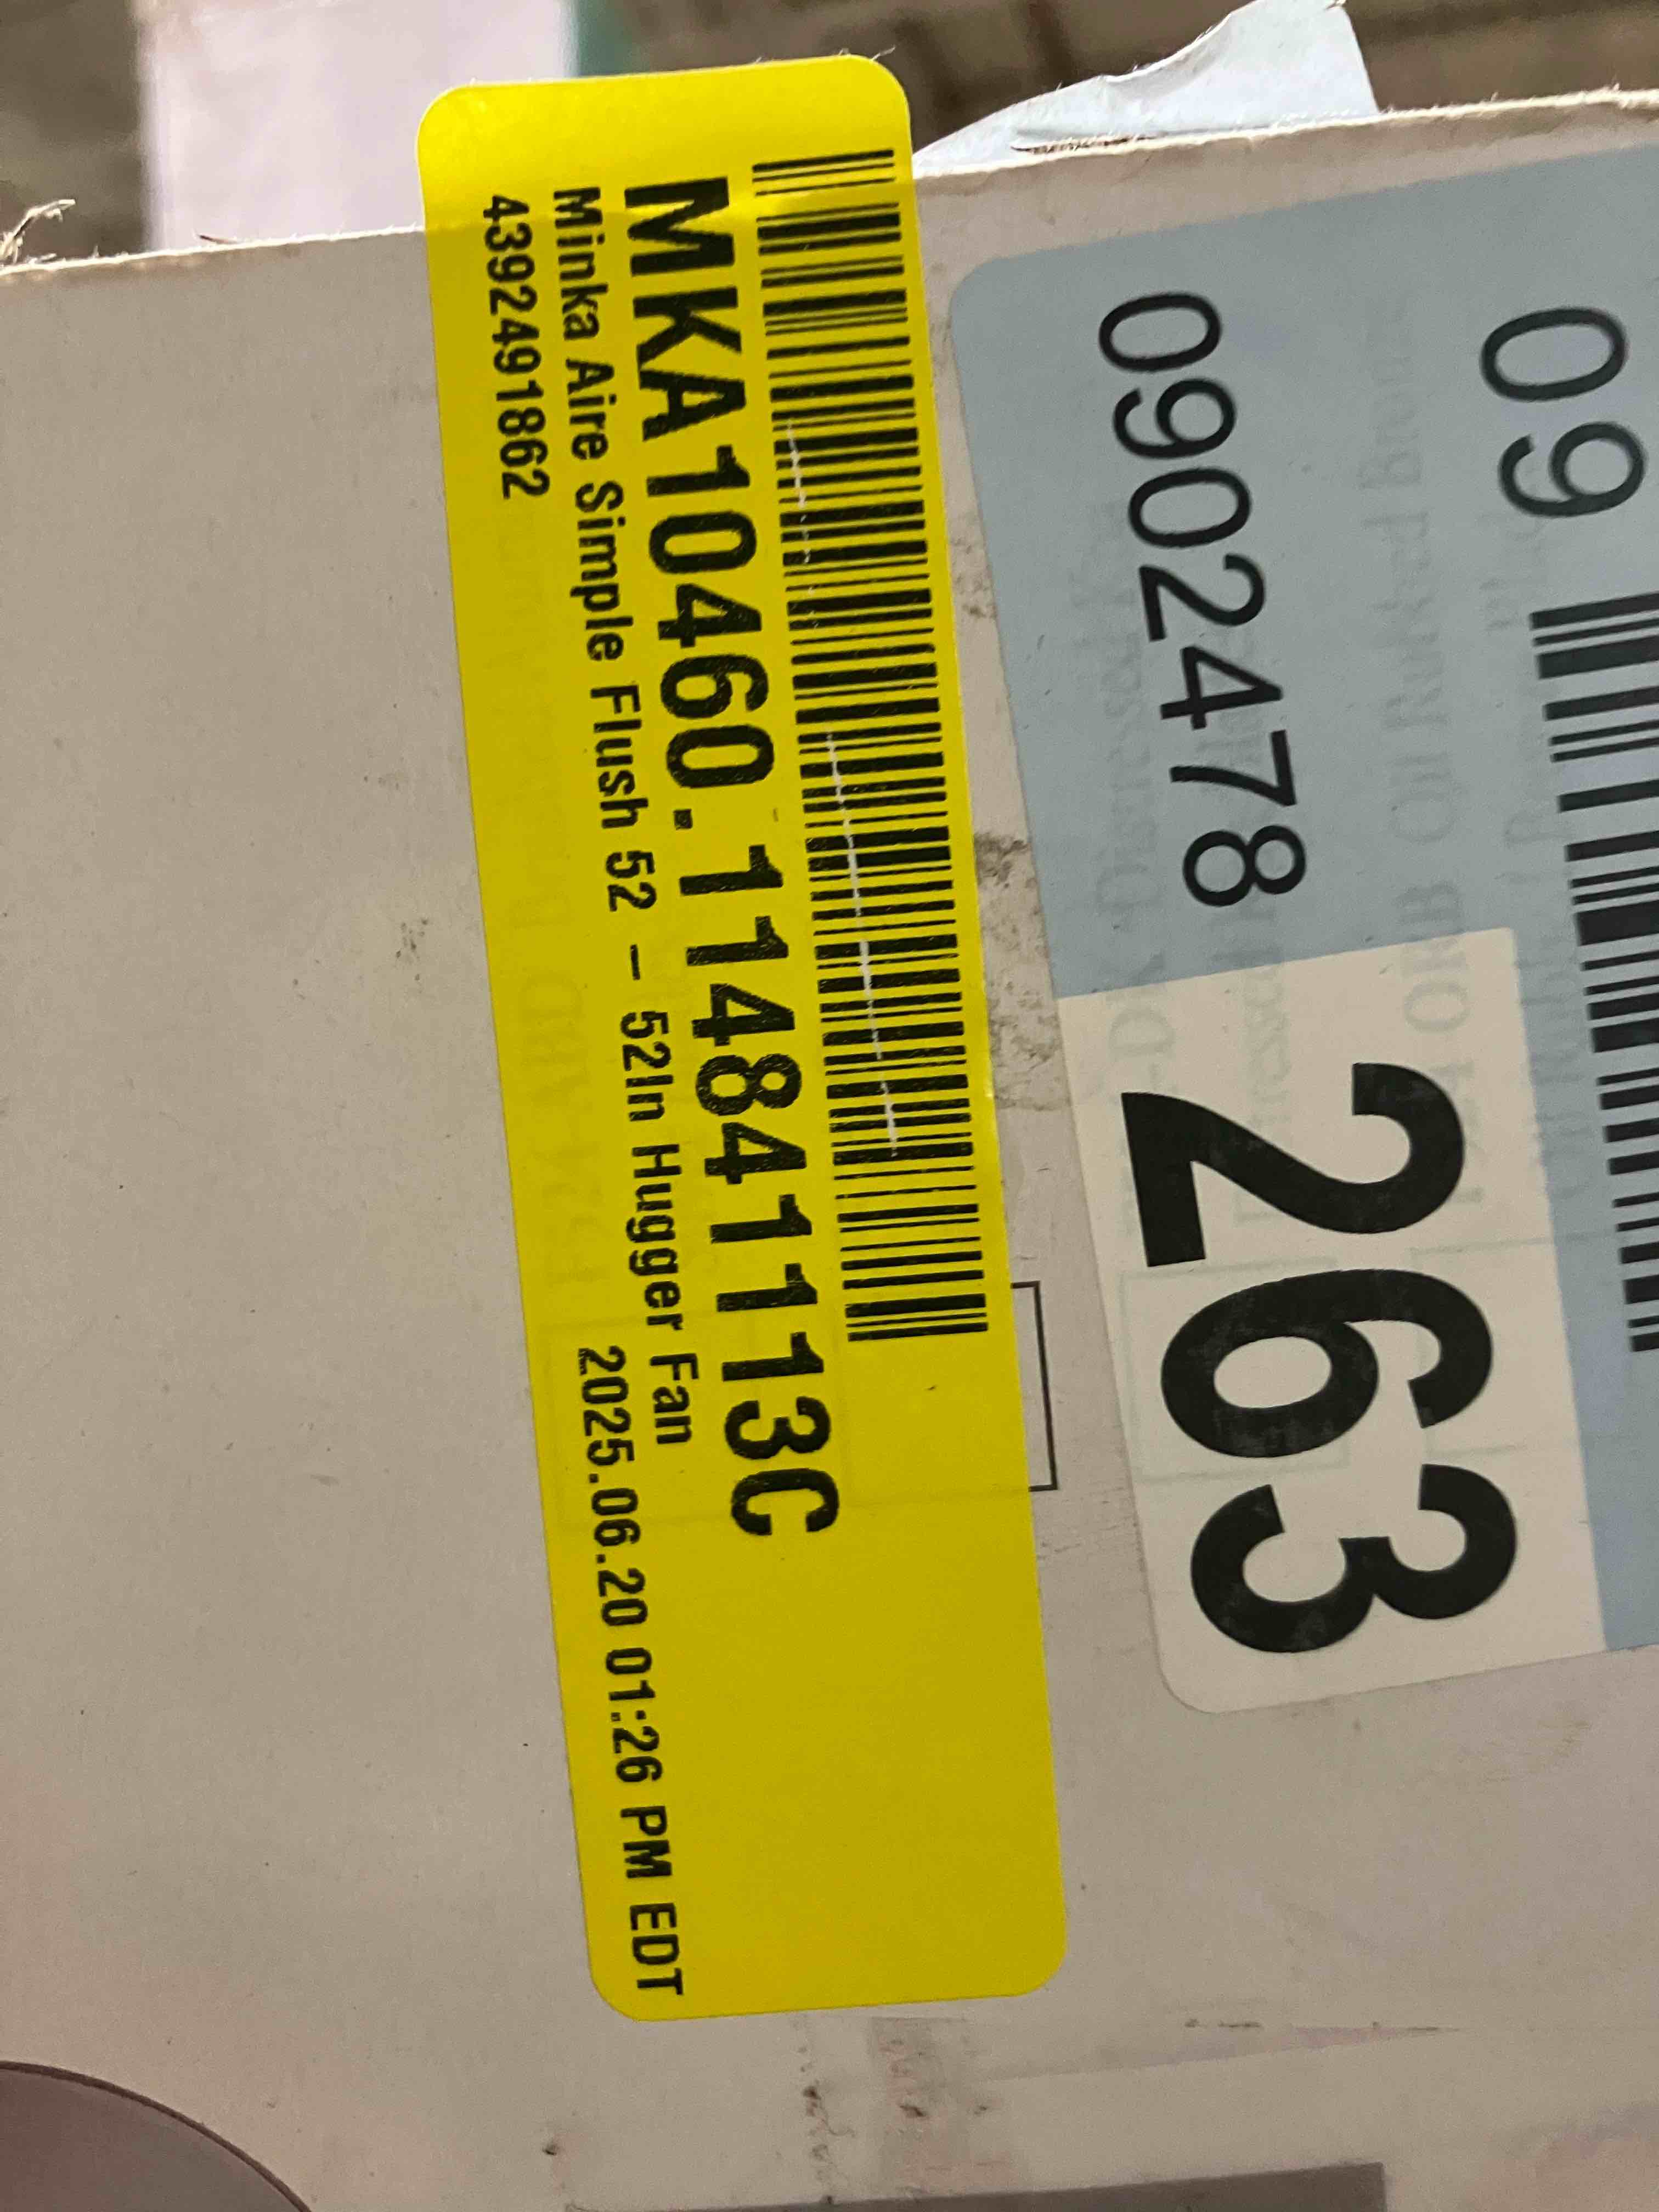 09
0902478
263
MKA10460.114841113C
Minka Aire Simple Flush 52 - 52In Hugger Fan
4392491862
2025.06.20 01:26 PM EDT